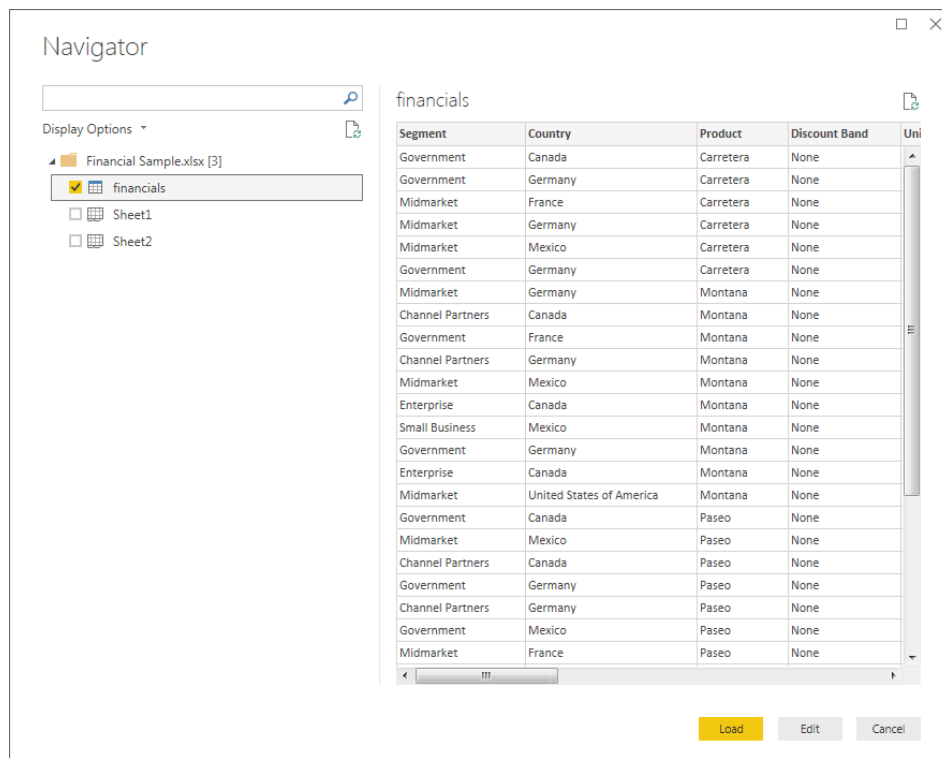 Navigator
Display Options
Financial Sample.xlsx [3]
financials
Sheet1
Sheet2
financials
Segment Country Product Discount Band Uni
Government Canada Carretera None
Government Germany Carretera None
Midmarket France Carretera None
Midmarket Germany Carretera None
Midmarket Mexico Carretera None
Government Germany Carretera None
Midmarket Germany Montana None
Channel Partners Canada Montana None
Government France Montana None
Channel Partners Germany Montana None
Midmarket Mexico Montana None
Enterprise Canada Montana None
Small Business Mexico Montana None
Government Germany Montana None
Enterprise Canada Montana None
Midmarket United States of America Montana None
Government Canada Paseo None
Midmarket Mexico Paseo None
Channel Partners Canada Paseo None
Government Germany Paseo None
Channel Partners Germany Paseo None
Government Mexico Paseo None
Midmarket France Paseo None
Load Edit Cancel